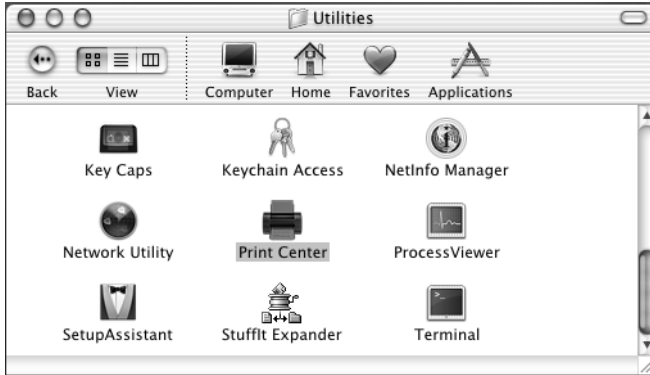 Utilities
Back View Computer Home Favorites Applications
Key Caps Keychain Access NetInfo Manager
Network Utility Print Center ProcessViewer
SetupAssistant StuffIt Expander Terminal